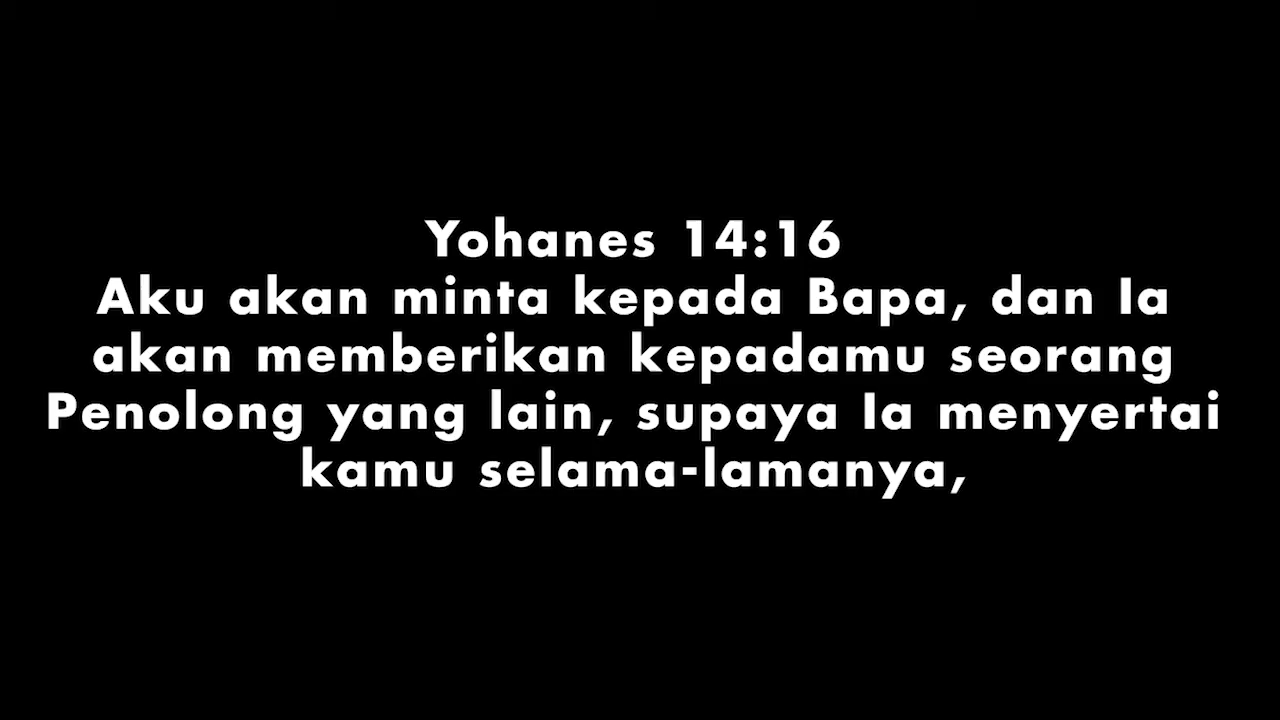 Yohanes 14:16
Aku akan minta kepada Bapa, dan Ia
akan memberikan kepadamu seorang
Penolong yang lain, supaya Ia menyertai
kamu selama-lamanya,